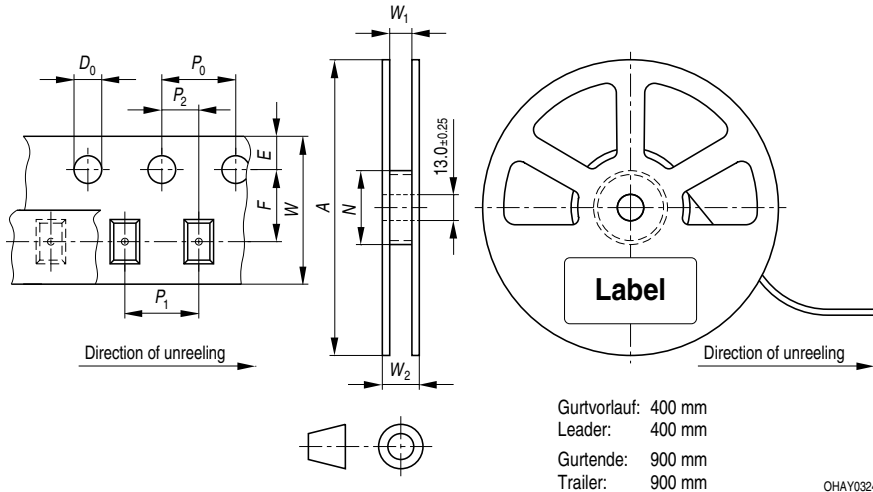 W1
D0
P0
P2
E
F
W
A
N
13.0±0.25
Label
P1
W2
Direction of unreeling
Direction of unreeling
Gurtvorlauf: 400 mm
Leader: 400 mm
Gurtende: 900 mm
Trailer: 900 mm
OHAY0324